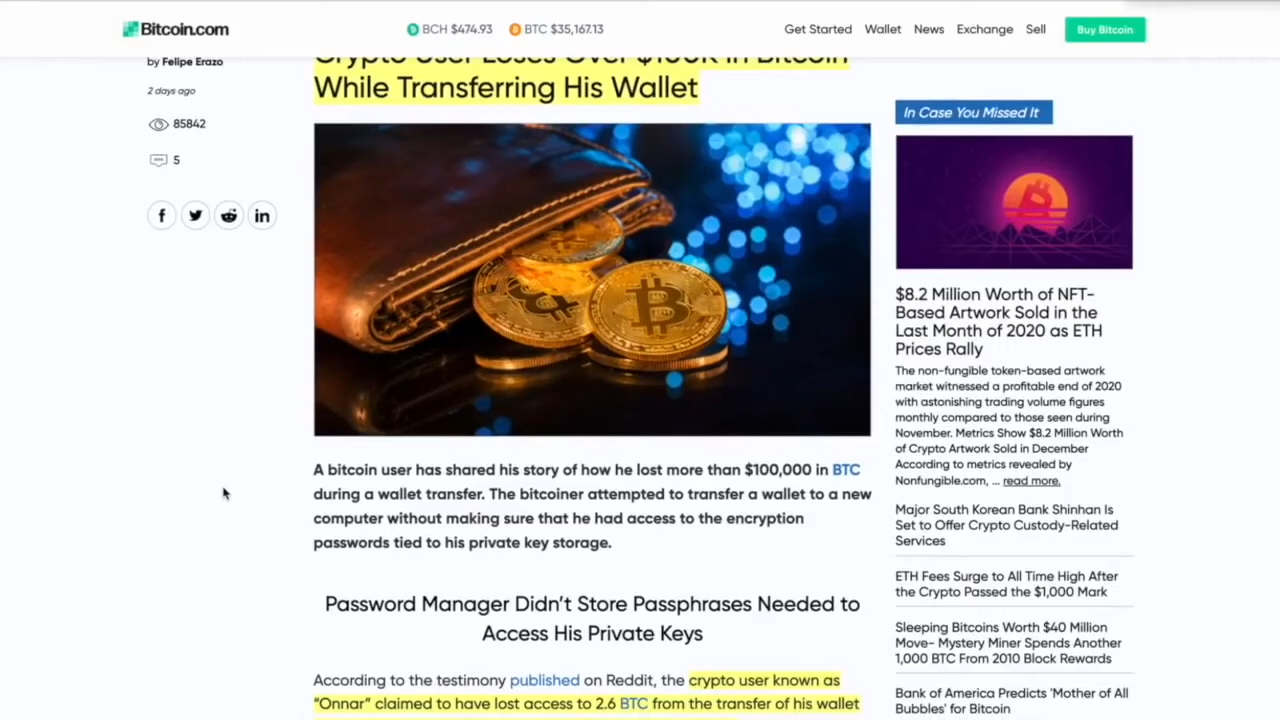 Bitcoin.com
BCH $474.93
BTC $35,167.13
Get Started
Wallet
News
Exchange
Sell
Buy Bitcoin
by Felipe Erazo
2 days ago
85842
5
Crypto User Loses Over $100K in Bitcoin
While Transferring His Wallet
A bitcoin user has shared his story of how he lost more than $100,000 in BTC
during a wallet transfer. The bitcoiner attempted to transfer a wallet to a new
computer without making sure that he had access to the encryption
passwords tied to his private key storage.
Password Manager Didn't Store Passphrases Needed to
Access His Private Keys
According to the testimony published on Reddit, the crypto user known as
“Onnar” claimed to have lost access to 2.6 BTC from the transfer of his wallet
In Case You Missed It
$8.2 Million Worth of NFT-
Based Artwork Sold in the
Last Month of 2020 as ETH
Prices Rally
The non-fungible token-based artwork
market witnessed a profitable end of 2020
with astonishing trading volume figures
monthly compared to those seen during
November. Metrics Show $8.2 Million Worth
of Crypto Artwork Sold in December
According to metrics revealed by
Nonfungible.com, ... read more.
Major South Korean Bank Shinhan Is
Set to Offer Crypto Custody-Related
Services
ETH Fees Surge to All Time High After
the Crypto Passed the $1,000 Mark
Sleeping Bitcoins Worth $40 Million
Move- Mystery Miner Spends Another
1,000 BTC From 2010 Block Rewards
Bank of America Predicts 'Mother of All
Bubbles' for Bitcoin